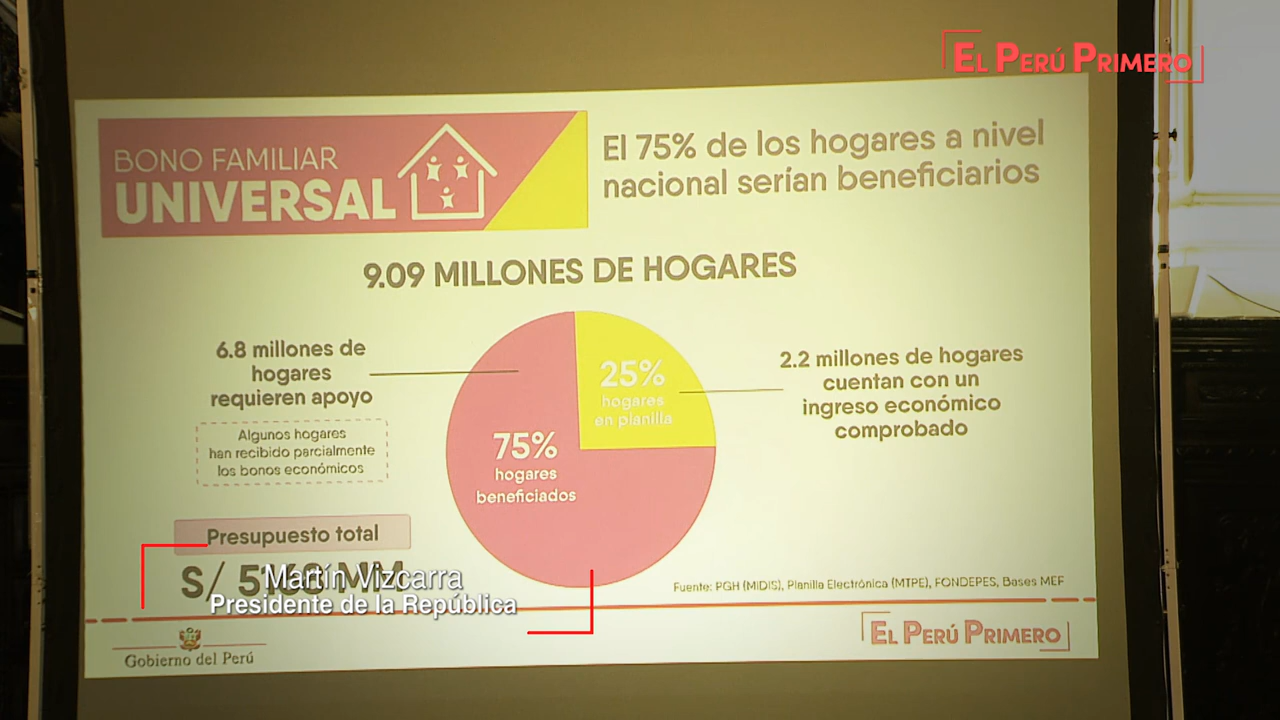 EL PERÚ PRIMERO
BONO FAMILIAR
UNIVERSAL
El 75% de los hogares a nivel
nacional serían beneficiarios
9.09 MILLONES DE HOGARES
6.8 millones de
hogares
requieren apoyo
Algunos hogares
han recibido parcialmente
los bonos económicos
25%
hogares
en planilla
75%
hogares
beneficiados
2.2 millones de hogares
cuentan con un
ingreso económico
comprobado
Presupuesto total
S/
MM
Martín Vizcarra
Presidente de la República
Fuente: PGH (MIDIS), Planilla Electrónica (MTPE), FONDEPES, Bases MEF
Gobierno del Perú
EL PERÚ PRIMERO